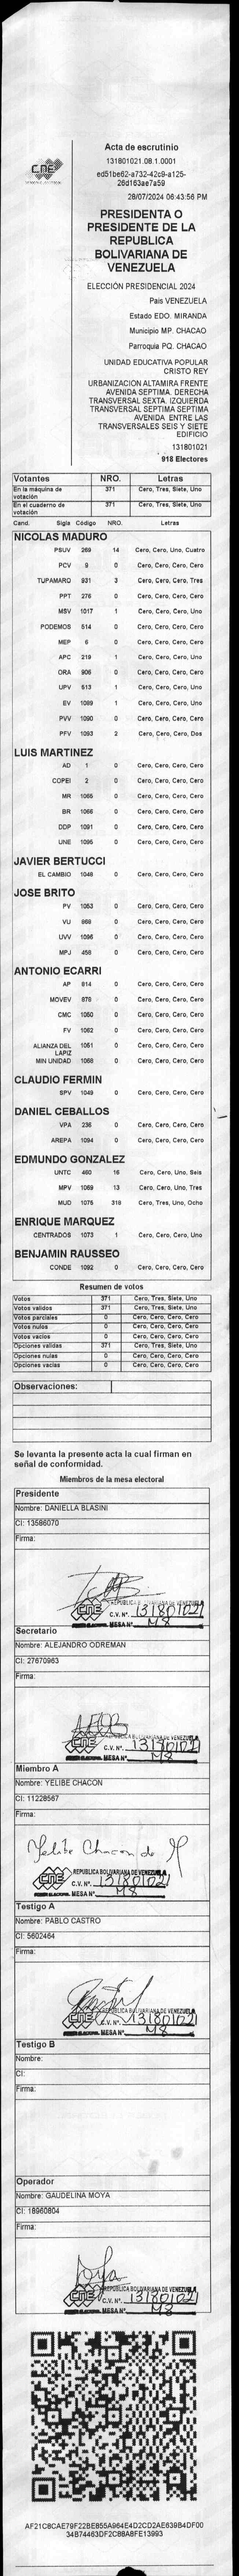 CNE
Acta de escrutinio
131801021.08.1.0001
ed51be62-a732-42c9-a125-
26d163ae7a59
28/07/2024 06:43:56 PM
PRESIDENTA O
PRESIDENTE DE LA
REPUBLICA
BOLIVARIANA DE
VENEZUELA
ELECCIÓN PRESIDENCIAL 2024
Pais VENEZUELA
Estado EDO. MIRANDA
Municipio MP. CHACAO
Parroquia PQ. CHACAO
UNIDAD EDUCATIVA POPULAR
CRISTO REY
URBANIZACION ALTAMIRA FRENTE
AVENIDA SEPTIMA. DERECHA
TRANSVERSAL SEXTA. IZQUIERDA
TRANSVERSAL SEPTIMA SEPTIMA
AVENIDA ENTRE LAS
TRANSVERSALES SEIS Y SIETE
EDIFICIO
131801021
918 Electores
Votantes NRO. Letras
En la máquina de votación 371 Cero, Tres, Siete, Uno
En el cuaderno de votación 371 Cero, Tres, Siete, Uno
Cand. Sigla Código NRO. Letras
NICOLAS MADURO
PSUV 269 14 Cero, Cero, Uno, Cuatro
PCV 9 0 Cero, Cero, Cero, Cero
TUPAMARO 931 3 Cero, Cero, Cero, Tres
PPT 276 0 Cero, Cero, Cero, Cero
MSV 1017 1 Cero, Cero, Cero, Uno
PODEMOS 514 0 Cero, Cero, Cero, Cero
MEP 6 0 Cero, Cero, Cero, Cero
APC 219 1 Cero, Cero, Cero, Uno
ORA 906 0 Cero, Cero, Cero, Cero
UPV 513 1 Cero, Cero, Cero, Uno
EV 1089 1 Cero, Cero, Cero, Uno
PVV 1090 0 Cero, Cero, Cero, Cero
PFV 1093 2 Cero, Cero, Cero, Dos
LUIS MARTINEZ
AD 1 0 Cero, Cero, Cero, Cero
COPEI 2 0 Cero, Cero, Cero, Cero
MR 1065 0 Cero, Cero, Cero, Cero
BR 1066 0 Cero, Cero, Cero, Cero
DDP 1091 0 Cero, Cero, Cero, Cero
UNE 1095 0 Cero, Cero, Cero, Cero
JAVIER BERTUCCI
EL CAMBIO 1048 0 Cero, Cero, Cero, Cero
JOSE BRITO
PV 1053 0 Cero, Cero, Cero, Cero
VU 868 0 Cero, Cero, Cero, Cero
UVV 1096 0 Cero, Cero, Cero, Cero
MPJ 458 0 Cero, Cero, Cero, Cero
ANTONIO ECARRI
AP 814 0 Cero, Cero, Cero, Cero
MOVEV 878 0 Cero, Cero, Cero, Cero
CMC 1050 0 Cero, Cero, Cero, Cero
FV 1062 0 Cero, Cero, Cero, Cero
ALIANZA DEL LAPIZ 1051 0 Cero, Cero, Cero, Cero
MIN UNIDAD 1068 0 Cero, Cero, Cero, Cero
CLAUDIO FERMIN
SPV 1049 0 Cero, Cero, Cero, Cero
DANIEL CEBALLOS
VPA 236 0 Cero, Cero, Cero, Cero
AREPA 1094 0 Cero, Cero, Cero, Cero
EDMUNDO GONZALEZ
UNTC 460 16 Cero, Cero, Uno, Seis
MPV 1069 13 Cero, Cero, Uno, Tres
MUD 1075 318 Cero, Tres, Uno, Ocho
ENRIQUE MARQUEZ
CENTRADOS 1073 1 Cero, Cero, Cero, Uno
BENJAMIN RAUSSEO
CONDE 1092 0 Cero, Cero, Cero, Cero
Resumen de votos
Votos 371 Cero, Tres, Siete, Uno
Votos validos 371 Cero, Tres, Siete, Uno
Votos parciales 0 Cero, Cero, Cero, Cero
Votos nulos 0 Cero, Cero, Cero, Cero
Votos vacios 0 Cero, Cero, Cero, Cero
Opciones validas 371 Cero, Tres, Siete, Uno
Opciones nulas 0 Cero, Cero, Cero, Cero
Opciones vacias 0 Cero, Cero, Cero, Cero
Observaciones:
Se levanta la presente acta la cual firman en
señal de conformidad.
Miembros de la mesa electoral
Presidente
Nombre: DANIELLA BLASINI
CI: 13586070
Firma:
CNE REPUBLICA BOLIVARIANA DE VENEZUELA
C.V. Nº. 131801021
MESA Nº M8
Secretario
Nombre: ALEJANDRO ODREMAN
CI: 27670963
Firma:
CNE REPUBLICA BOLIVARIANA DE VENEZUELA
C.V. Nº. 131801021
MESA Nº M8
Miembro A
Nombre: YELIBE CHACON
CI: 11228567
Firma:
Yelibe Chacon de
CNE REPUBLICA BOLIVARIANA DE VENEZUELA
C.V. Nº. 131801021
MESA Nº M8
Testigo A
Nombre: PABLO CASTRO
CI: 5602464
Firma:
CNE REPUBLICA BOLIVARIANA DE VENEZUELA
C.V. Nº. 131801021
MESA Nº M8
Testigo B
Nombre:
CI:
Firma:
Operador
Nombre: GAUDELINA MOYA
CI: 18960804
Firma:
CNE REPUBLICA BOLIVARIANA DE VENEZUELA
C.V. Nº. 131801021
MESA Nº M8
AF21C8CAE79F22BE855A964E4D2CD2AE639B4DF00
34B74463DF2C88A8FE13993